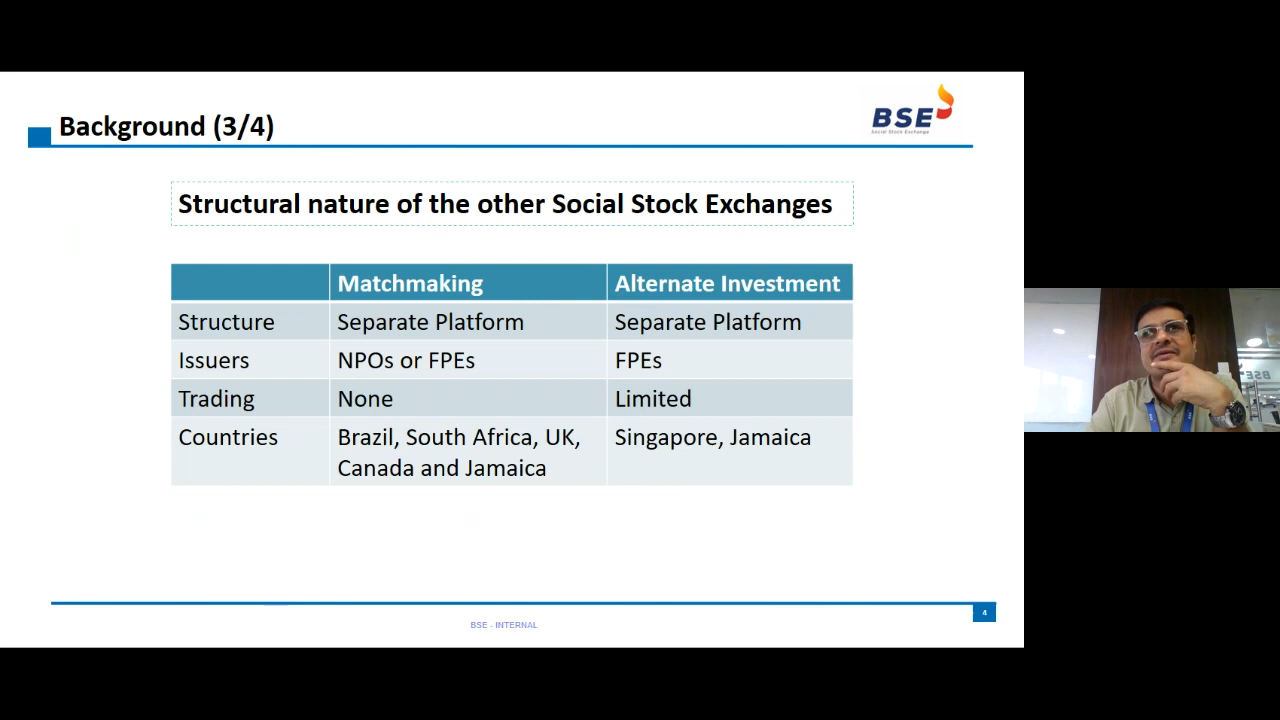 Background (3/4)
BSE
Social Stock Exchange
Structural nature of the other Social Stock Exchanges
Matchmaking Alternate Investment
Structure Separate Platform Separate Platform
Issuers NPOs or FPEs FPEs
Trading None Limited
Countries Brazil, South Africa, UK, Singapore, Jamaica
Canada and Jamaica
BSE - INTERNAL
4
BSE